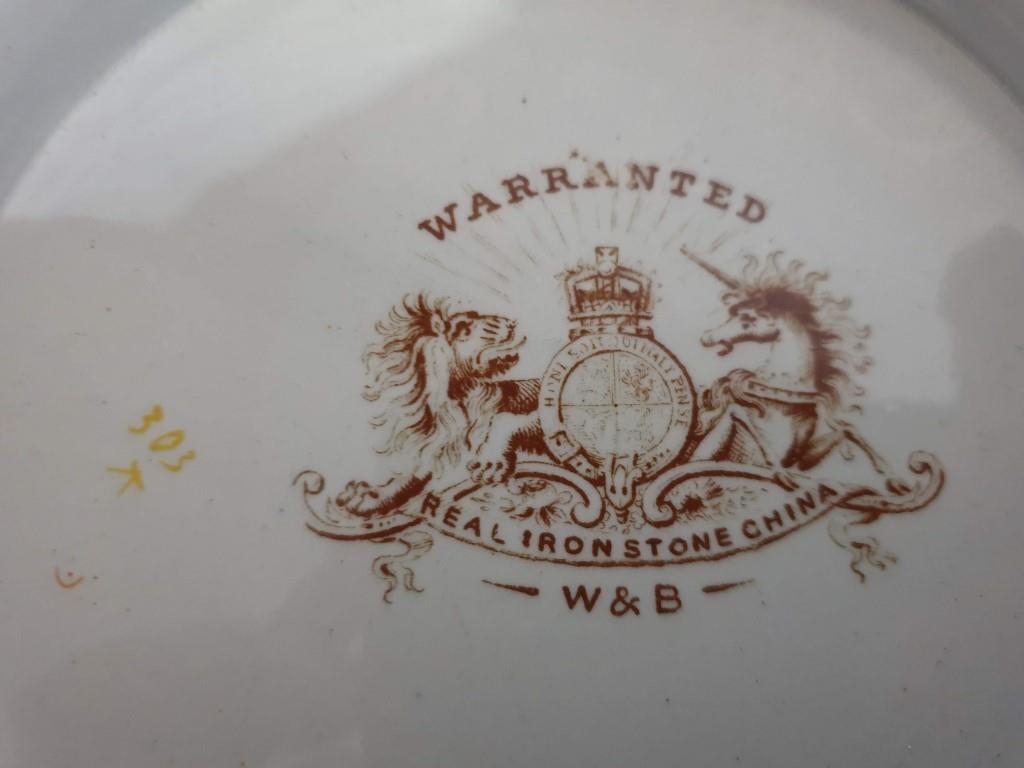 WARRANTED
HONI SOIT QUI MAL Y PENSE
REAL IRONSTONE CHINA
W & B
303